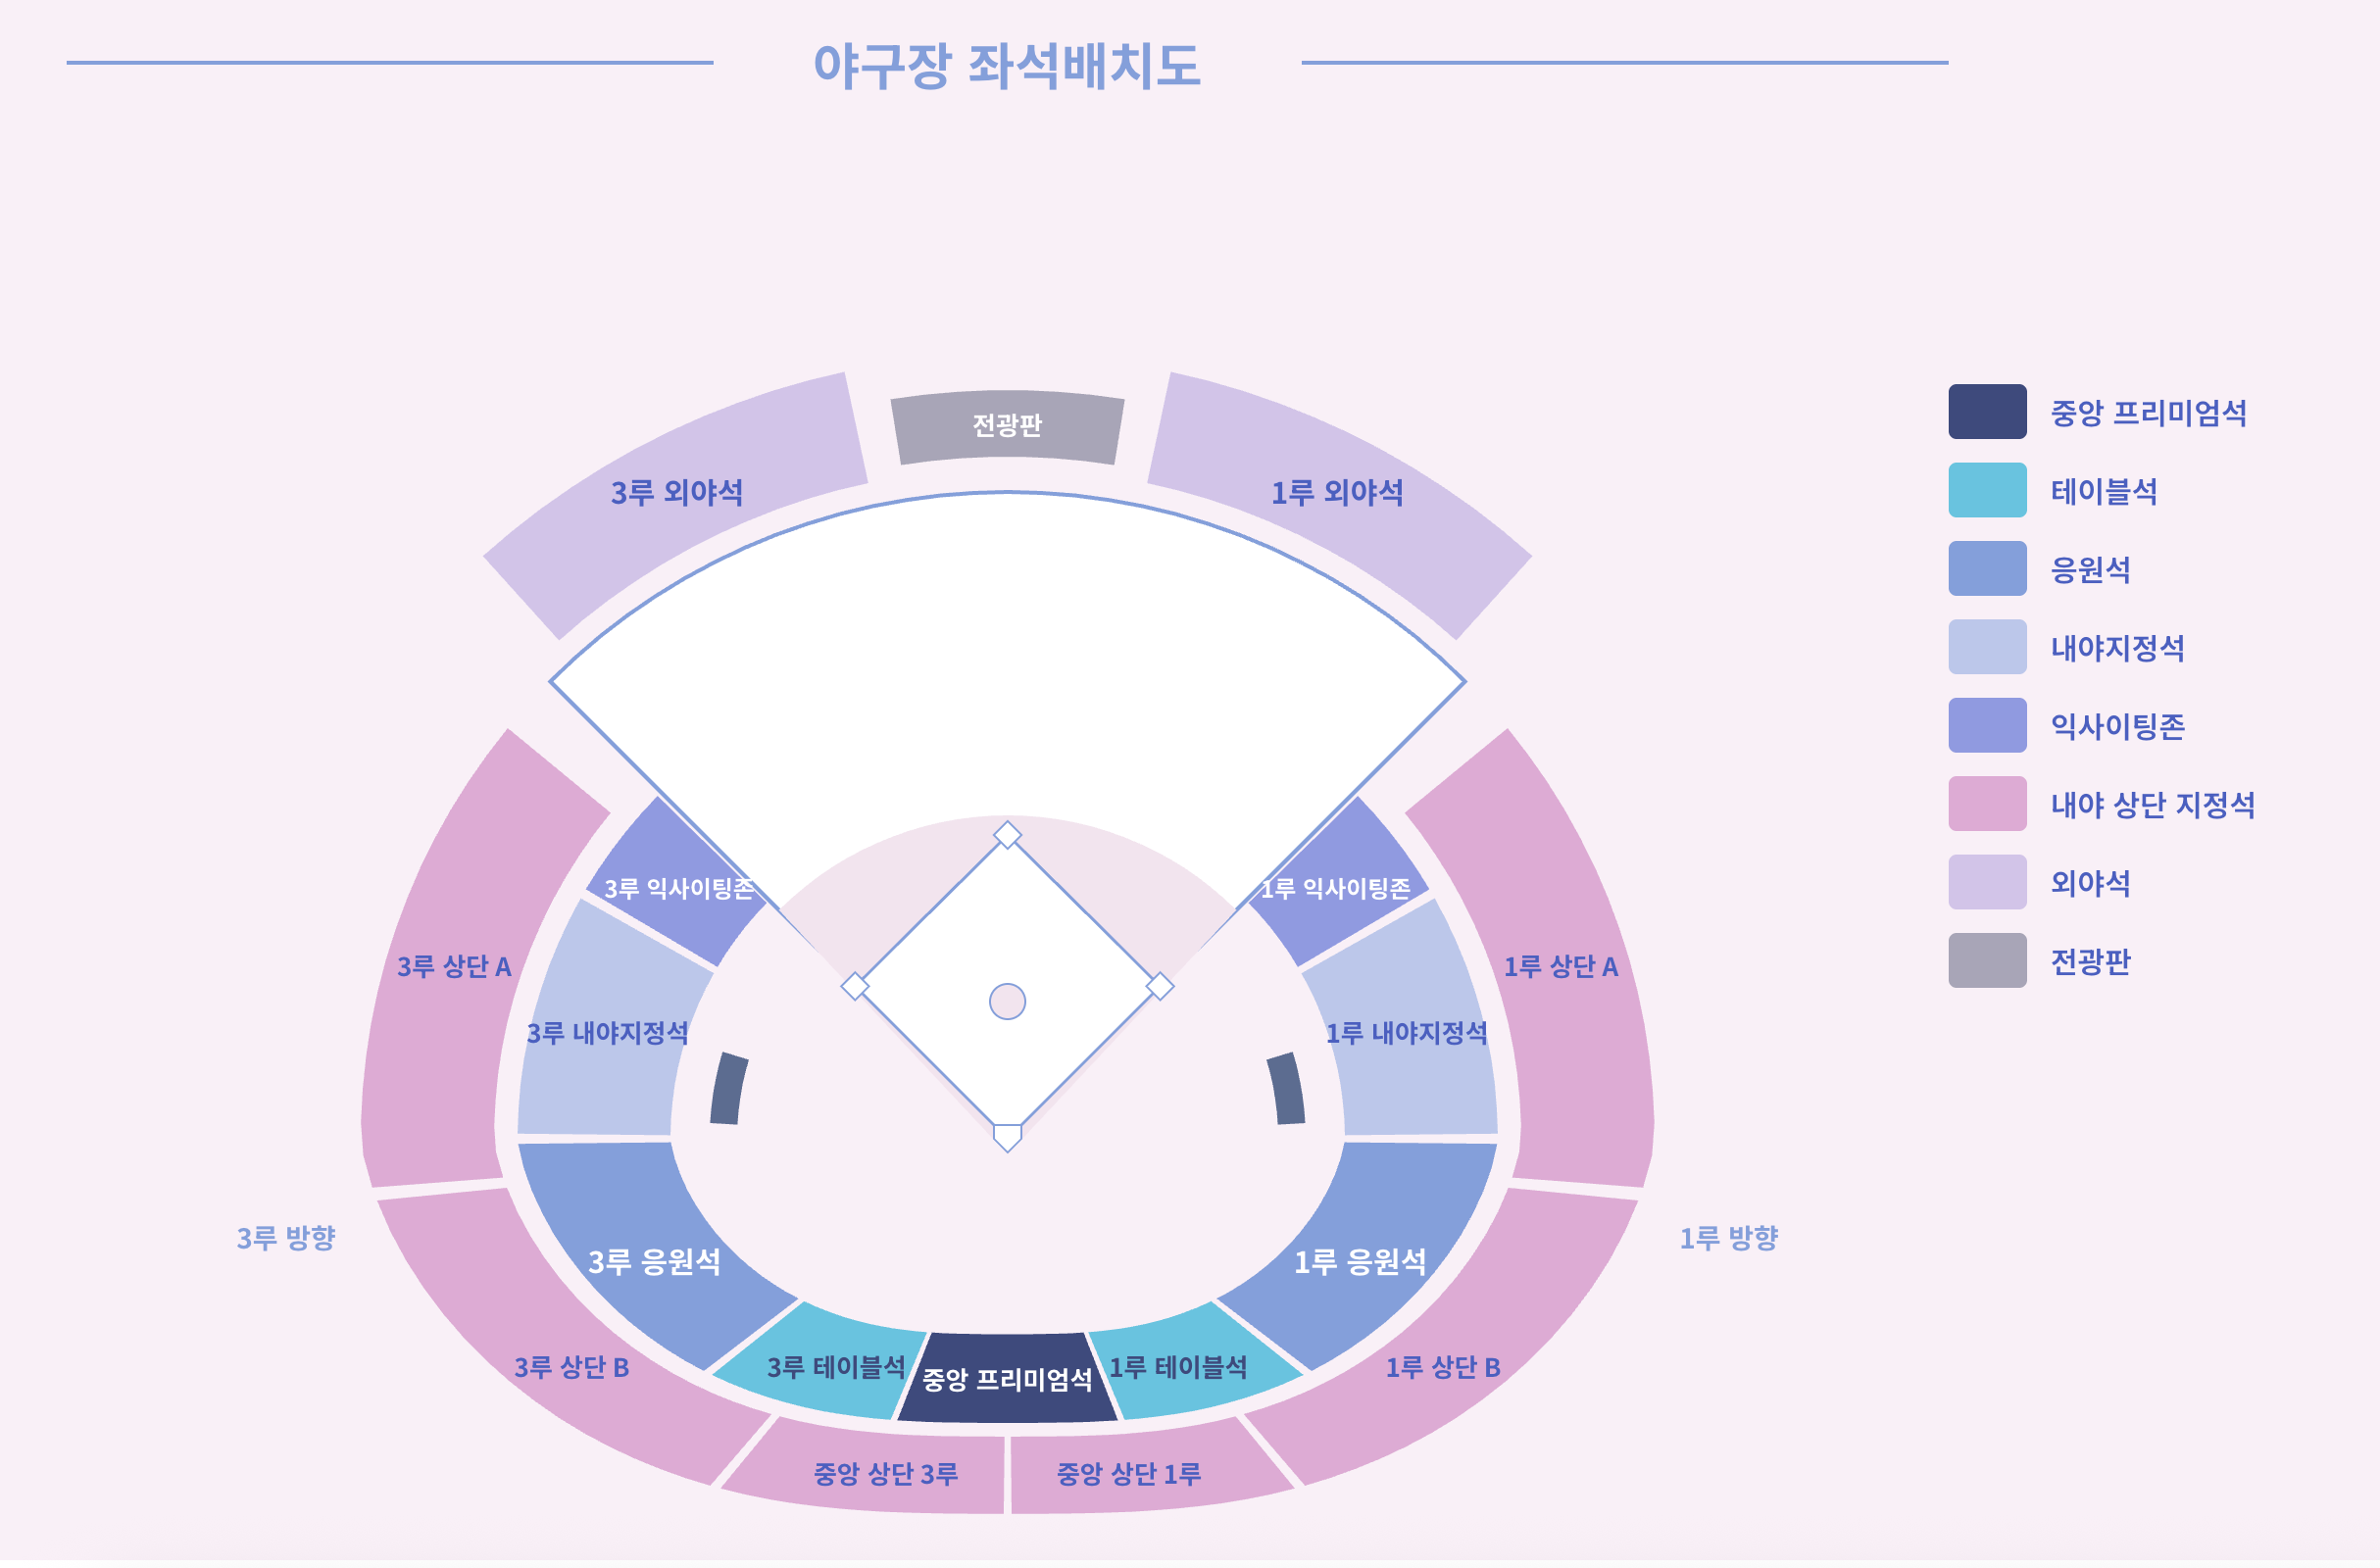 야구장 좌석배치도
전광판
3루 외야석
1루 외야석
3루 익사이팅존
1루 익사이팅존
3루 상단 A
1루 상단 A
3루 내야지정석
1루 내야지정석
3루 방향
1루 방향
3루 응원석
1루 응원석
3루 상단 B
3루 테이블석
중앙 프리미엄석
1루 테이블석
1루 상단 B
중앙 상단 3루
중앙 상단 1루
중앙 프리미엄석
테이블석
응원석
내야지정석
익사이팅존
내야 상단 지정석
외야석
전광판